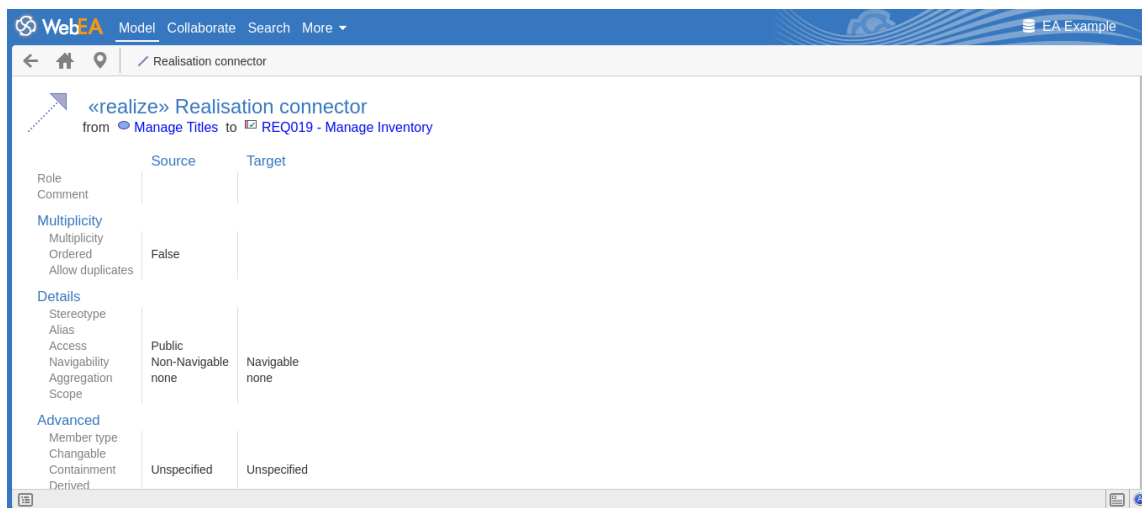 WebEA Model Collaborate Search More EA Example
Realisation connector
«realize» Realisation connector
from Manage Titles to REQ019 - Manage Inventory
Source Target
Role
Comment
Multiplicity
Multiplicity
Ordered False
Allow duplicates
Details
Stereotype
Alias
Access Public
Navigability Non-Navigable Navigable
Aggregation none none
Scope
Advanced
Member type
Changable
Containment Unspecified Unspecified
Derived